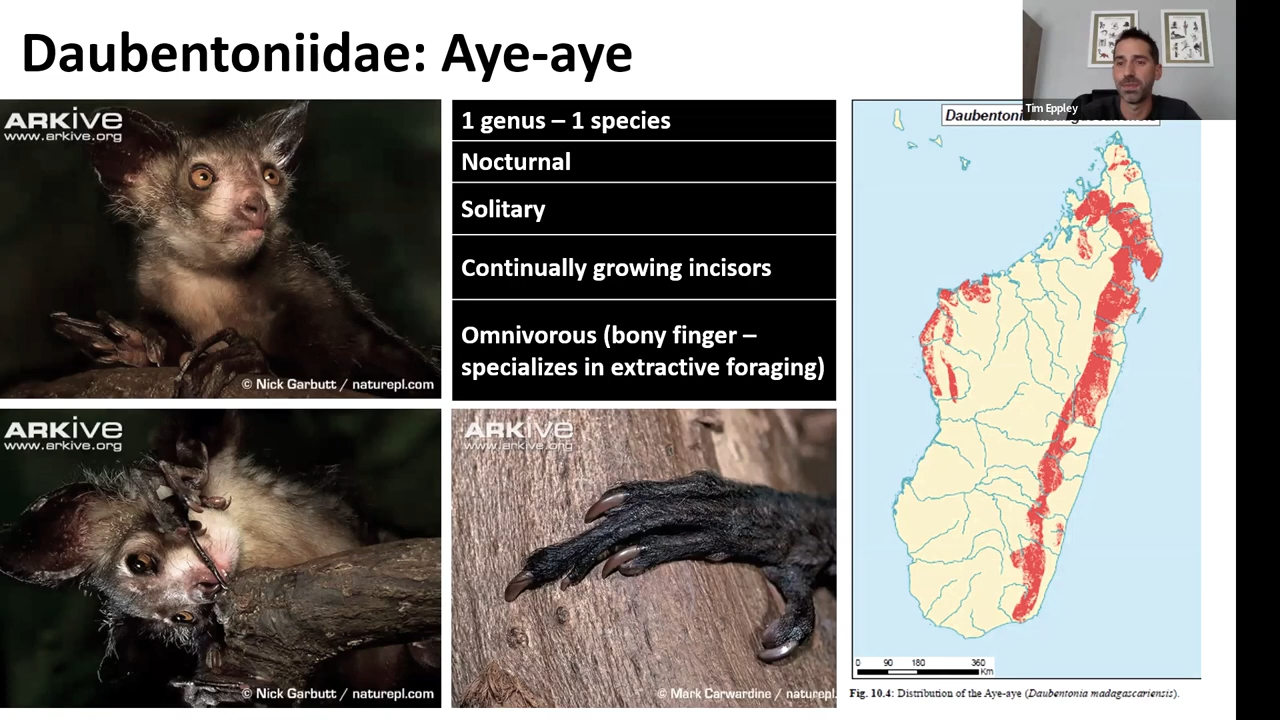 Daubentoniidae: Aye-aye
Tim Eppley
ARKIVE
www.arkive.org
© Nick Garbutt / naturepl.com
1 genus – 1 species
Nocturnal
Solitary
Continually growing incisors
Omnivorous (bony finger –
specializes in extractive foraging)
ARKIVE
www.arkive.org
© Nick Garbutt / naturepl.com
ARKIVE
www.arkive.org
© Mark Carwardine / naturepl.
Daubentonia madagascariensis
0 90 180 360
Km
Fig. 10.4: Distribution of the Aye-aye (Daubentonia madagascariensis).